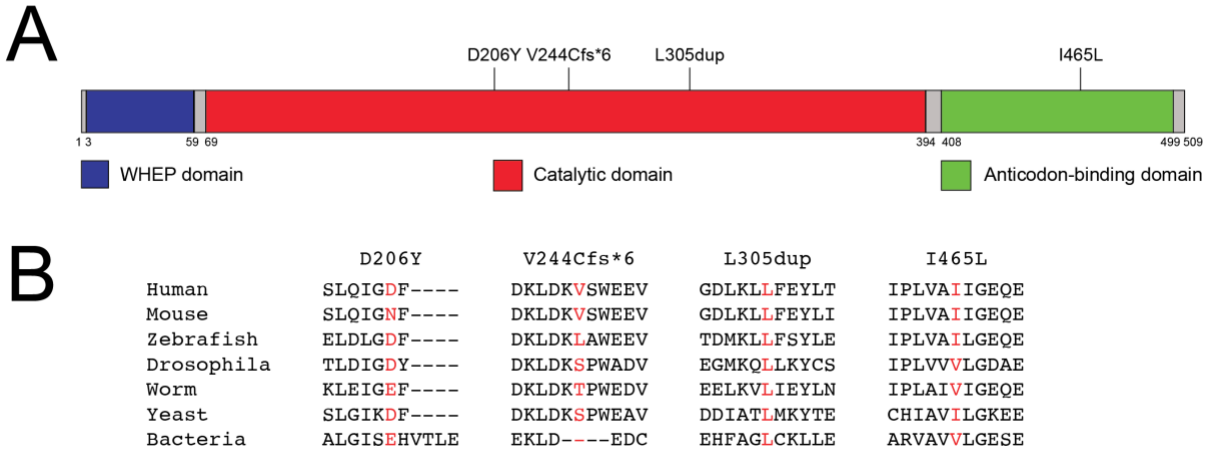 A
D206Y V244Cfs*6 L305dup I465L
1 3 59 69 394 408 499 509
WHEP domain Catalytic domain Anticodon-binding domain
B
D206Y V244Cfs*6 L305dup I465L
Human SLQIGDF---- DKLDKVSWEEV GDLKLLFEYLT IPLVAIIGEQE
Mouse SLQIGNF---- DKLDKVSWEEV GDLKLLFEYLI IPLVAIIGEQE
Zebrafish ELDLGDF---- DKLDKLAWEEV TDMKLLFSYLE IPLVAILGEQE
Drosophila TLDIGDY---- DKLDKSPWADV EGMKQLLKYCS IPLVVVLGDAE
Worm KLEIGEF---- DKLDKTPWEDV EELKVLIEYLN IPLAIVIGEQE
Yeast SLGIKDF---- DKLDKSPWEAV DDIATLMKYTE CHIAVILGKEE
Bacteria ALGISEHVTLE EKLD----EDC EHFAGLCKLLE ARVAVVLGESE